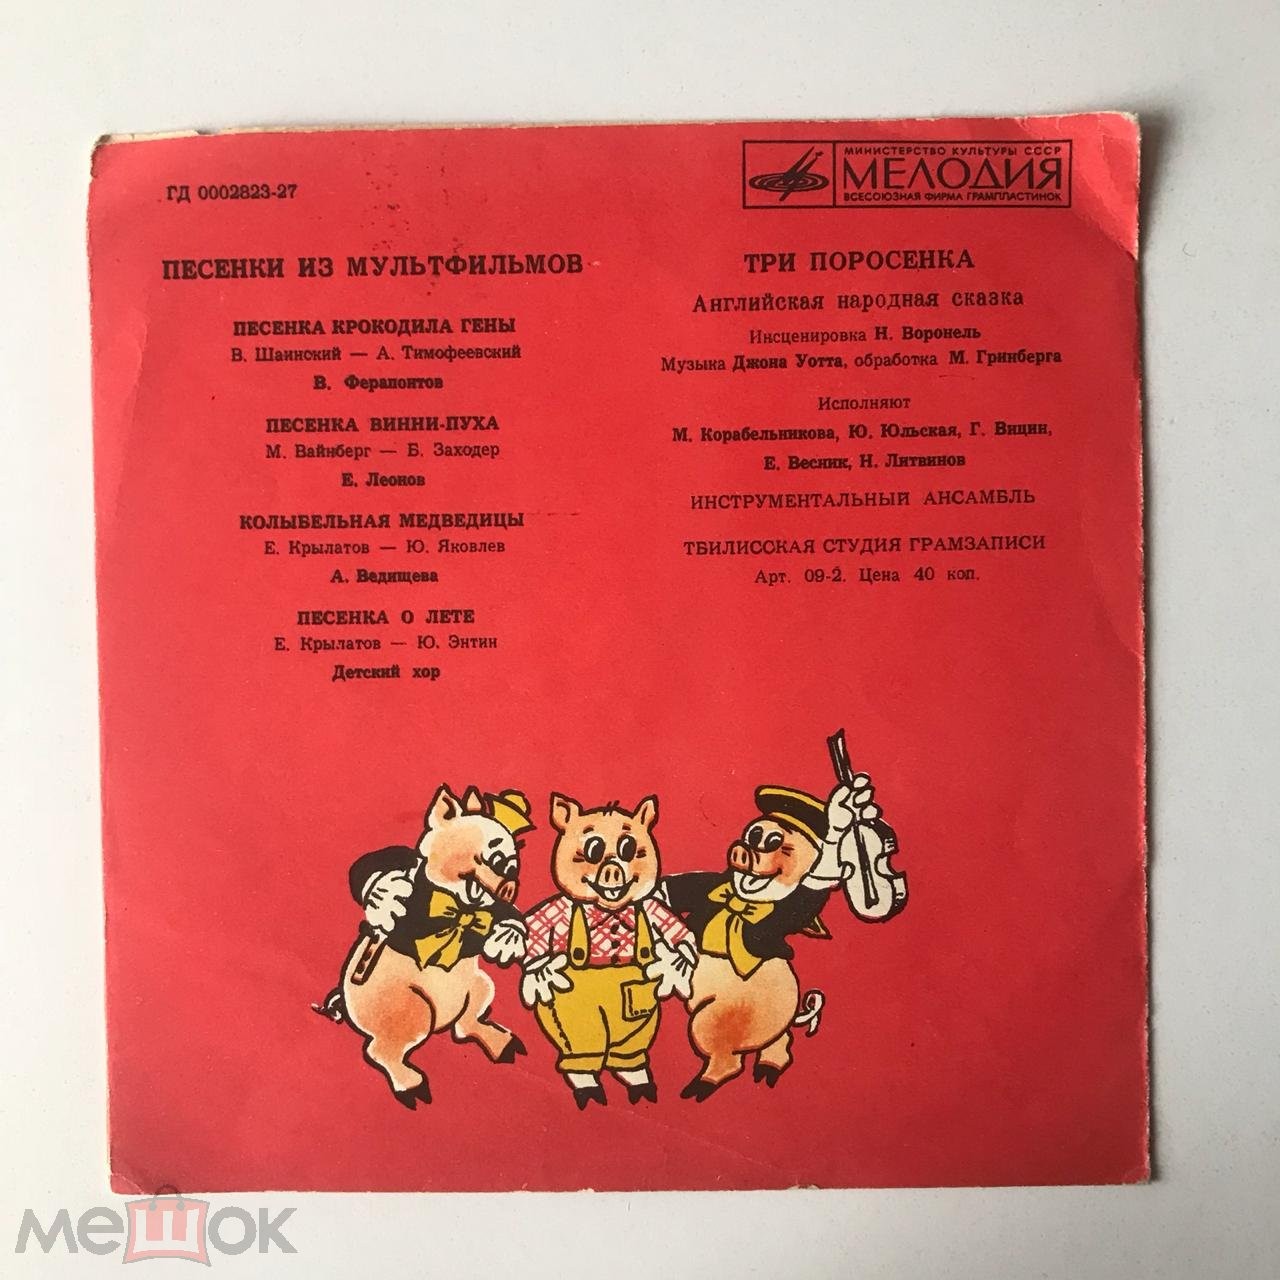 ГД 0002823-27
МИНИСТЕРСТВО КУЛЬТУРЫ СССР
МЕЛОДИЯ
ВСЕСОЮЗНАЯ ФИРМА ГРАМПЛАСТИНОК
ПЕСЕНКИ ИЗ МУЛЬТФИЛЬМОВ
ПЕСЕНКА КРОКОДИЛА ГЕНЫ
В. Шаинский — А. Тимофеевский
В. Ферапонтов
ПЕСЕНКА ВИННИ-ПУХА
М. Вайнберг — Б. Заходер
Е. Леонов
КОЛЫБЕЛЬНАЯ МЕДВЕДИЦЫ
Е. Крылатов — Ю. Яковлев
А. Ведищева
ПЕСЕНКА О ЛЕТЕ
Е. Крылатов — Ю. Энтин
Детский хор
ТРИ ПОРОСЕНКА
Английская народная сказка
Инсценировка Н. Воронель
Музыка Джона Уотта, обработка М. Гринберга
Исполняют
М. Корабельникова, Ю. Юльская, Г. Вицин,
Е. Весник, Н. Литвинов
ИНСТРУМЕНТАЛЬНЫЙ АНСАМБЛЬ
ТБИЛИССКАЯ СТУДИЯ ГРАМЗАПИСИ
Арт. 09-2. Цена 40 коп.
мешок